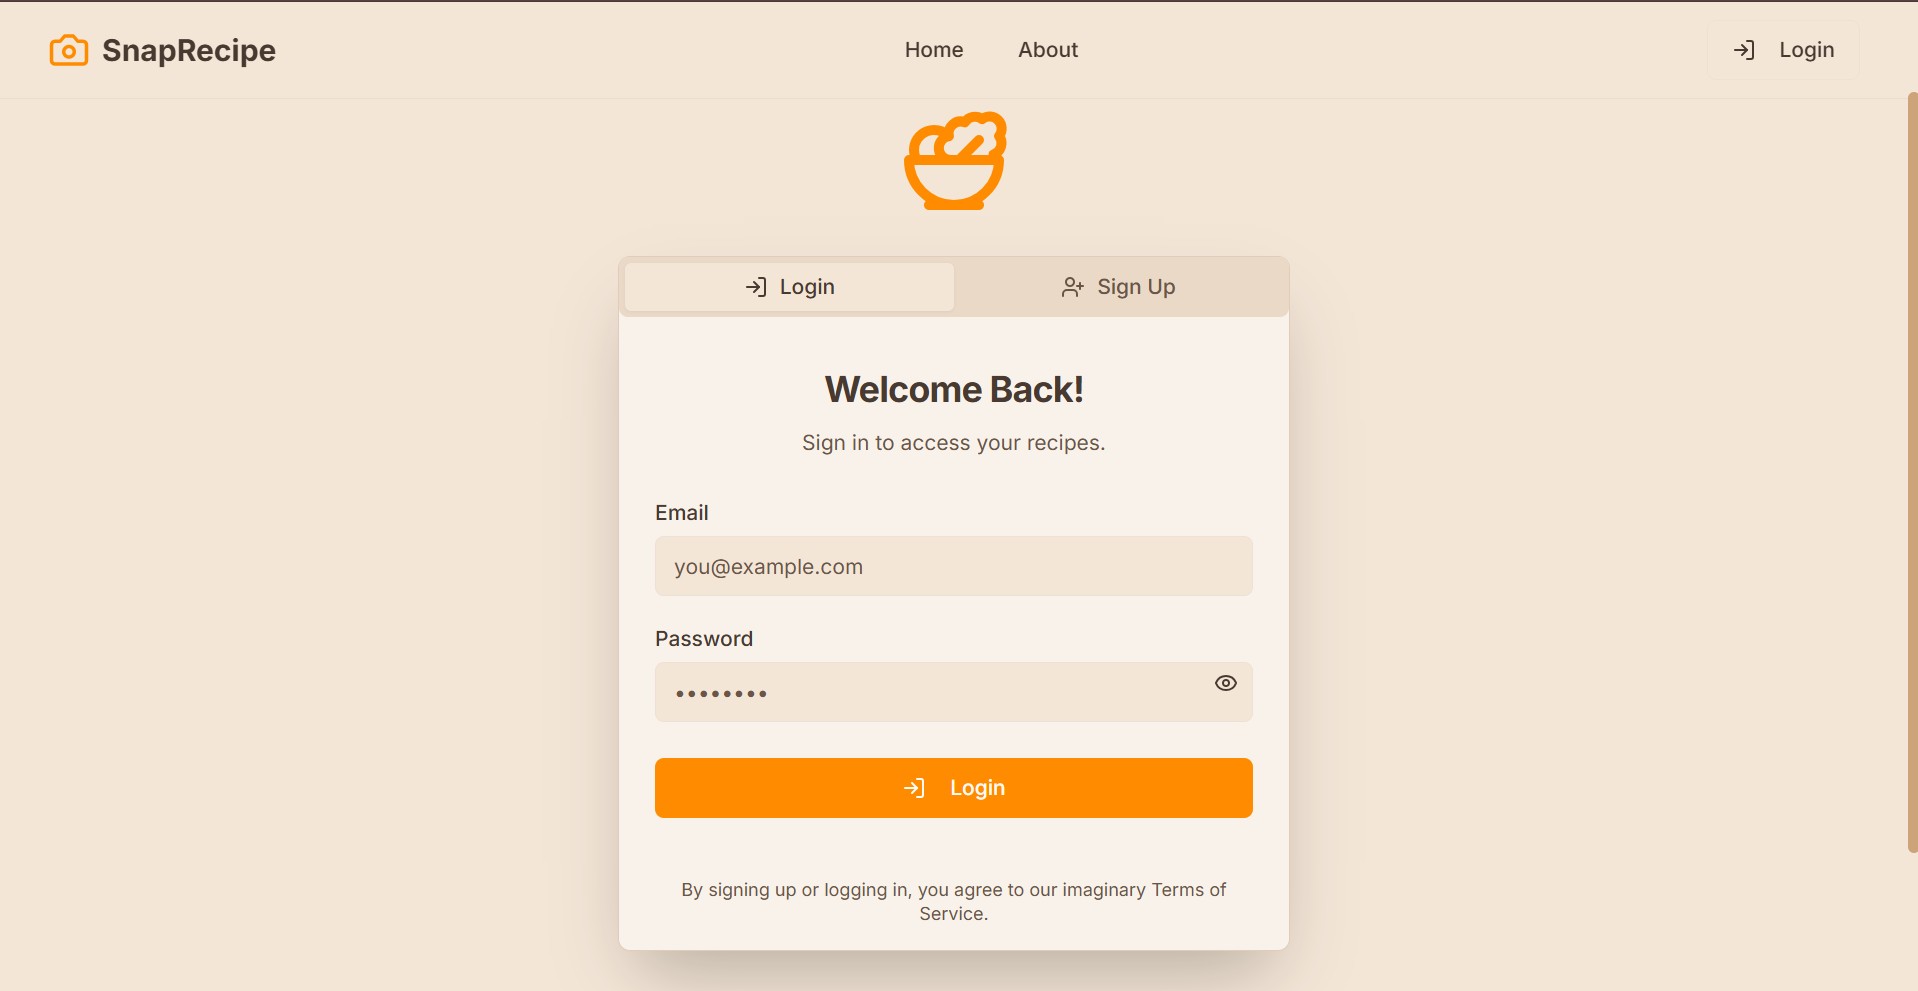 SnapRecipe
Home
About
Login
Login
Sign Up
Welcome Back!
Sign in to access your recipes.
Email
you@example.com
Password
••••••••
Login
By signing up or logging in, you agree to our imaginary Terms of
Service.